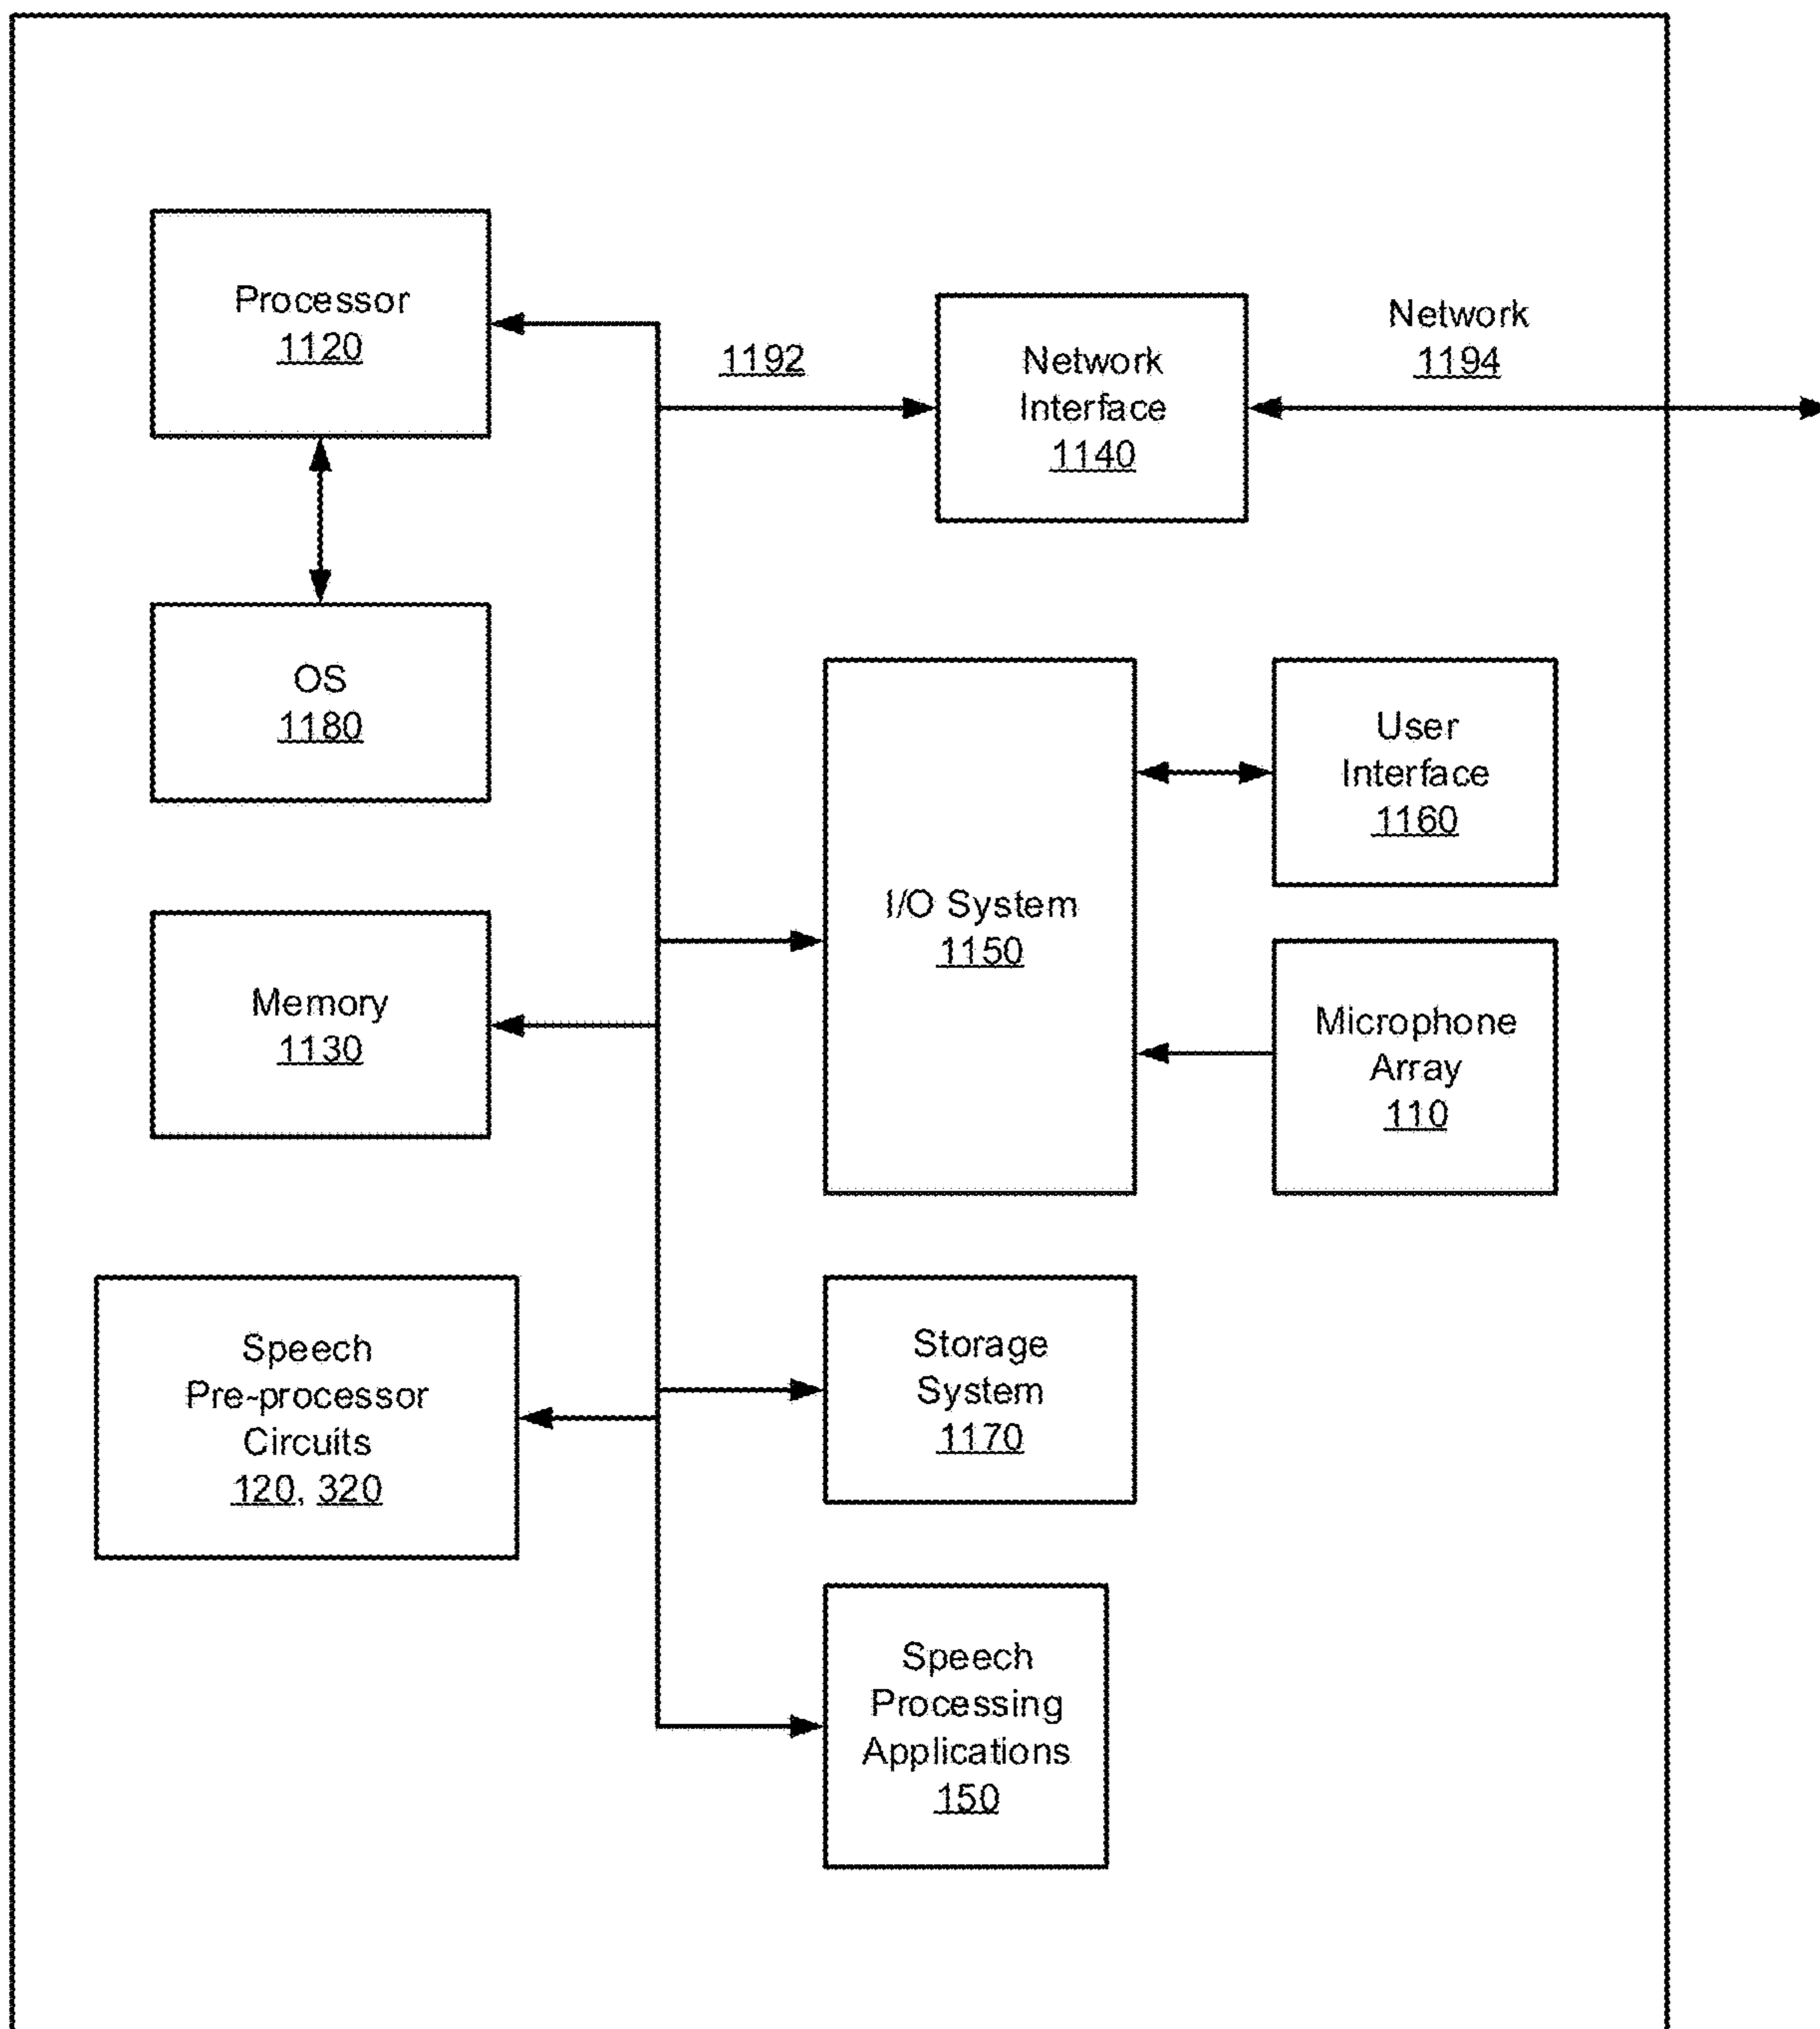 Processor
1120
1192
Network
Interface
1140
Network
1194
OS
1180
User
Interface
1160
I/O System
1150
Memory
1130
Microphone
Array
110
Speech
Pre-processor
Circuits
120, 320
Storage
System
1170
Speech
Processing
Applications
150